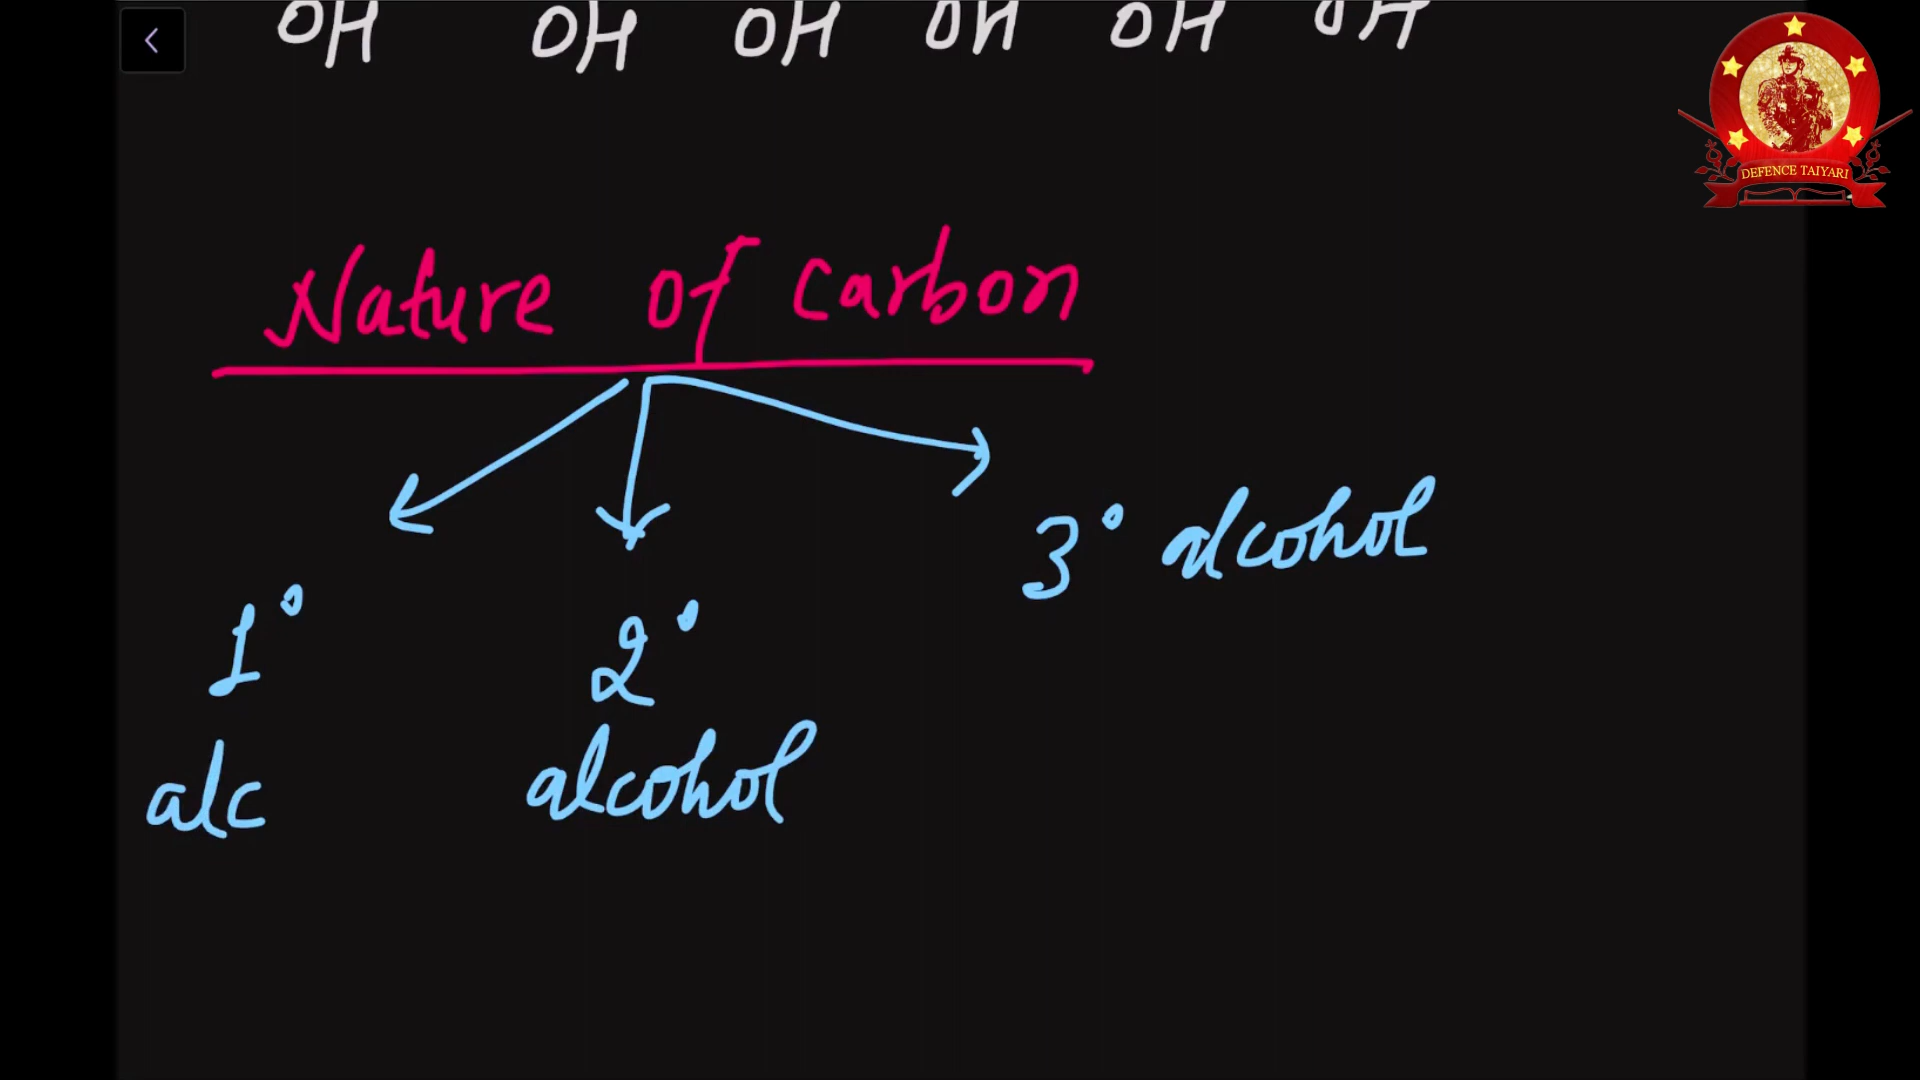 OH OH OH OH OH OH
DEFENCE TAIYARI
Nature of Carbon
1° 2° 3° alcohol
alc alcohol